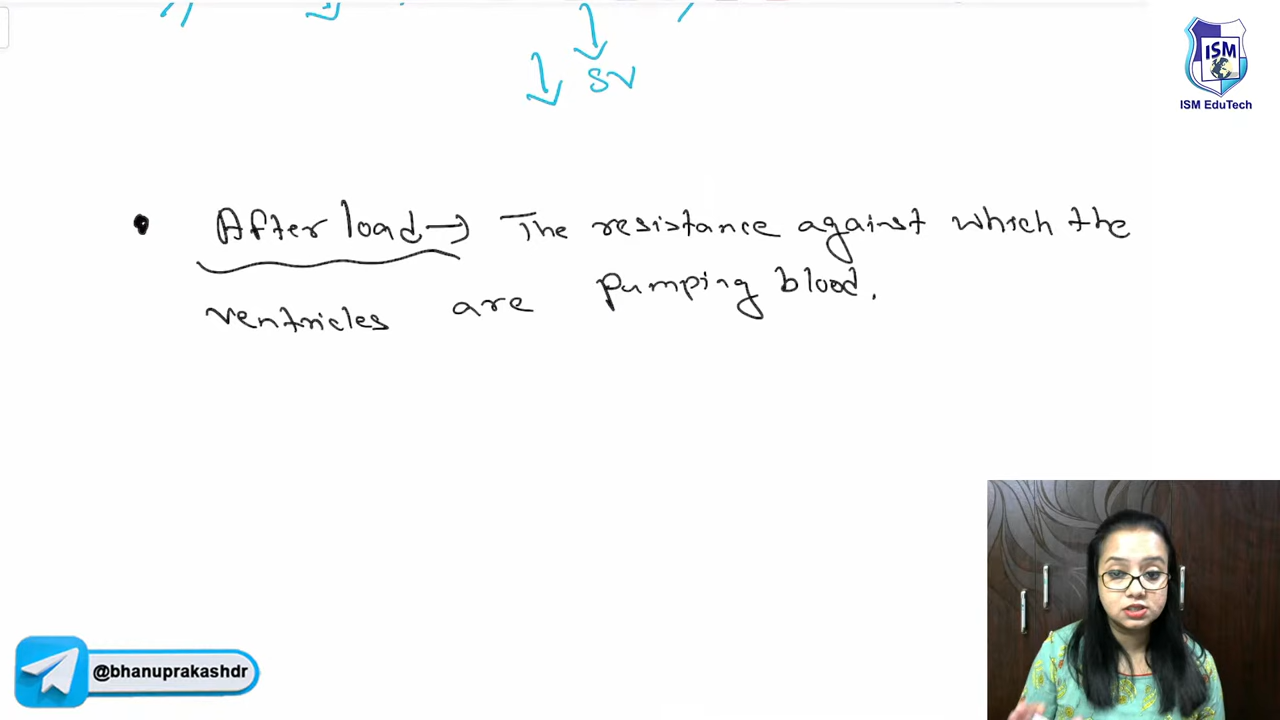 SV
ISM
ISM EduTech
• After load → The resistance against which the
ventricles are pumping blood.
@bhanuprakashdr